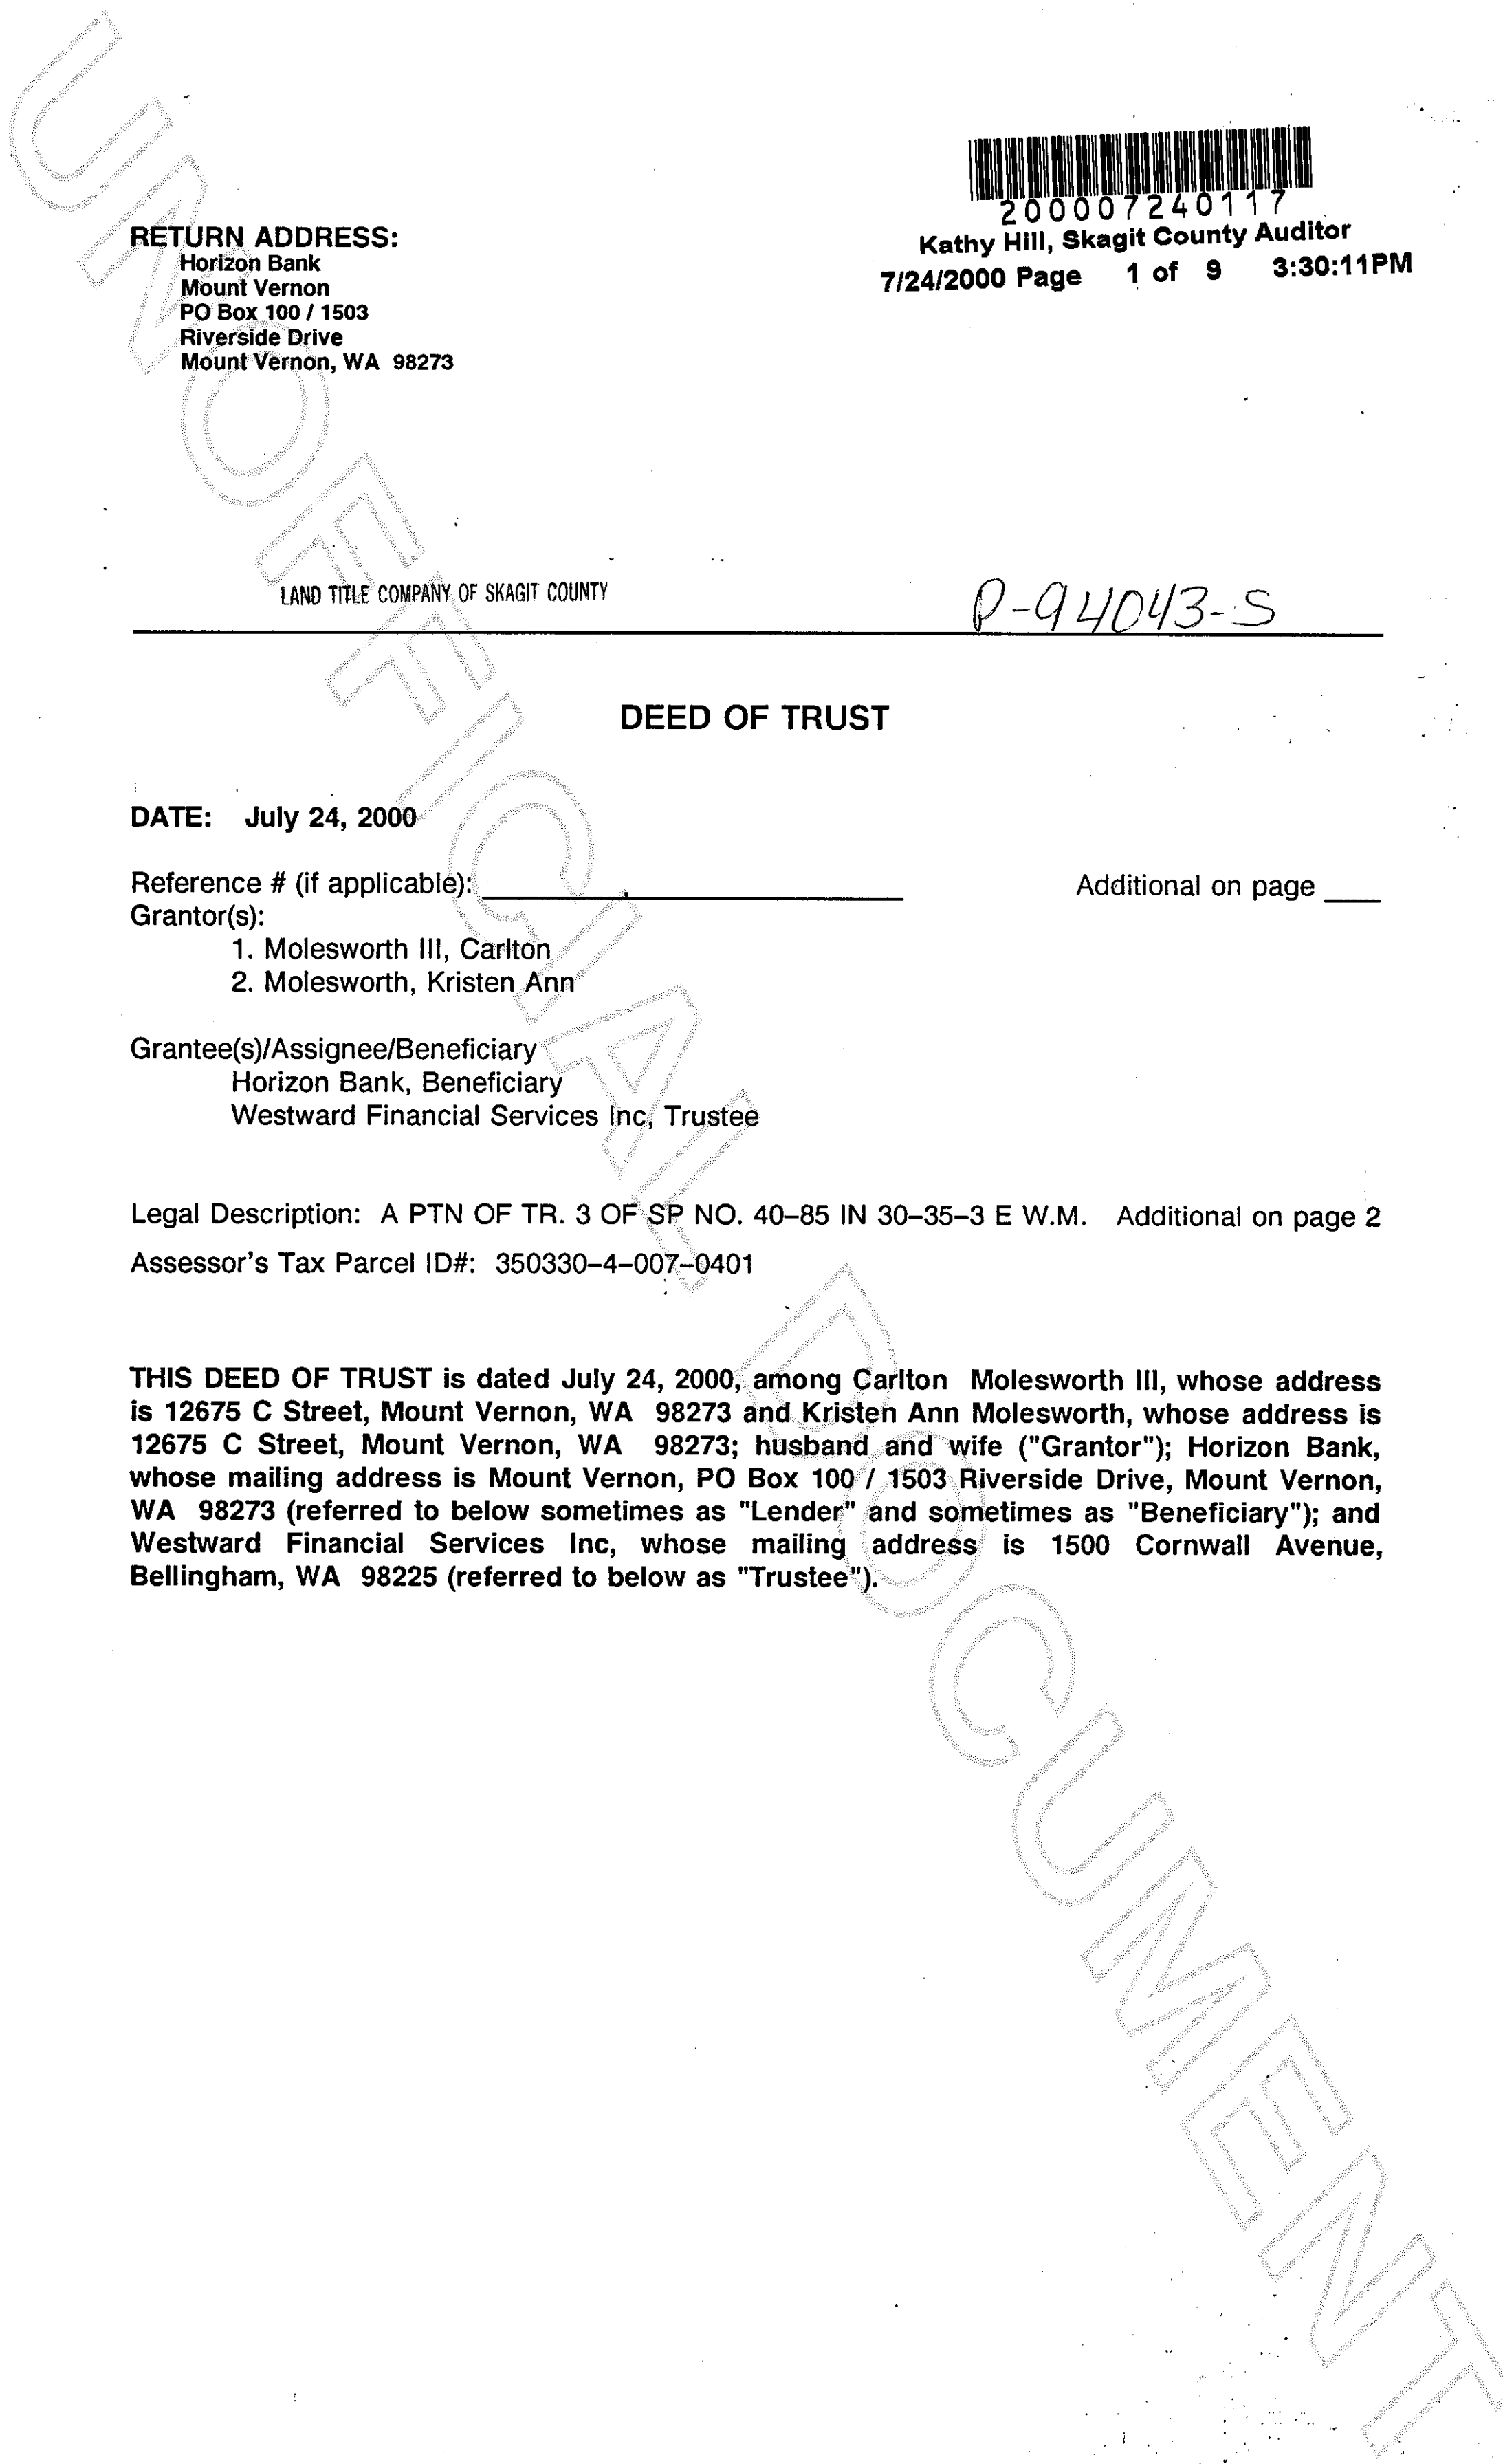 200007240117
Kathy Hill, Skagit County Auditor
7/24/2000 Page 1 of 9 3:30:11PM
RETURN ADDRESS:
Horizon Bank
Mount Vernon
PO Box 100 / 1503
Riverside Drive
Mount Vernon, WA 98273
LAND TITLE COMPANY OF SKAGIT COUNTY
P-94043-S
DEED OF TRUST
DATE: July 24, 2000
Reference # (if applicable): Additional on page
Grantor(s):
1. Molesworth III, Carlton
2. Molesworth, Kristen Ann
Grantee(s)/Assignee/Beneficiary
Horizon Bank, Beneficiary
Westward Financial Services Inc, Trustee
Legal Description: A PTN OF TR. 3 OF SP NO. 40–85 IN 30–35–3 E W.M. Additional on page 2
Assessor's Tax Parcel ID#: 350330–4–007–0401
THIS DEED OF TRUST is dated July 24, 2000, among Carlton Molesworth III, whose address
is 12675 C Street, Mount Vernon, WA 98273 and Kristen Ann Molesworth, whose address is
12675 C Street, Mount Vernon, WA 98273; husband and wife ("Grantor"); Horizon Bank,
whose mailing address is Mount Vernon, PO Box 100 / 1503 Riverside Drive, Mount Vernon,
WA 98273 (referred to below sometimes as "Lender" and sometimes as "Beneficiary"); and
Westward Financial Services Inc, whose mailing address is 1500 Cornwall Avenue,
Bellingham, WA 98225 (referred to below as "Trustee").
UNOFFICIAL DOCUMENT